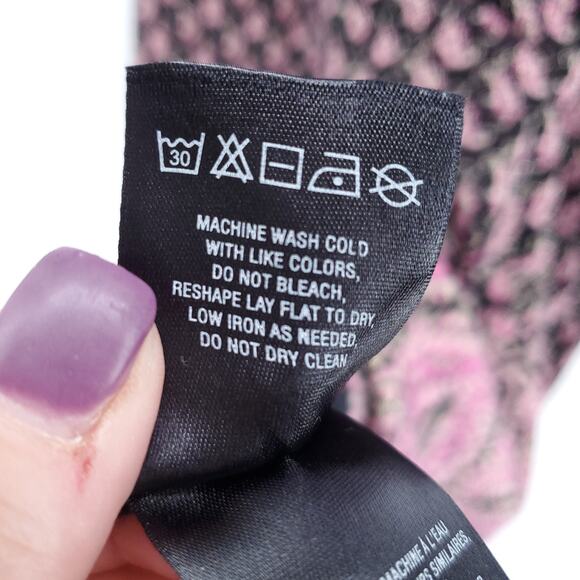 30
MACHINE WASH COLD
WITH LIKE COLORS,
DO NOT BLEACH,
RESHAPE LAY FLAT TO DRY,
LOW IRON AS NEEDED,
DO NOT DRY CLEAN
MACHINE À L'EAU
SIMILAIRES,